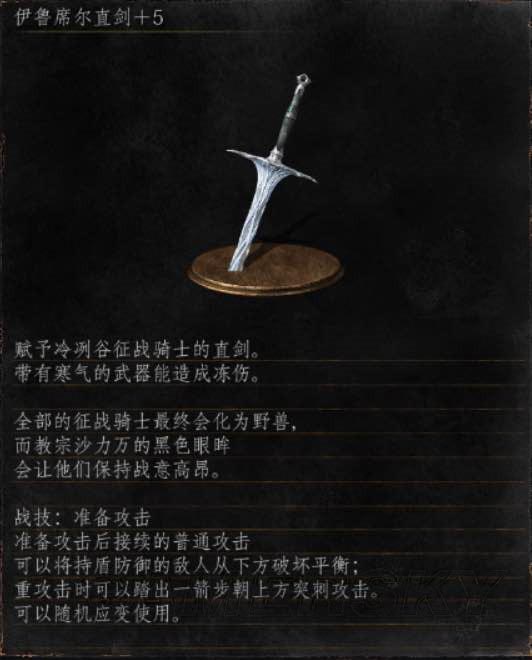 伊鲁席尔直剑＋5
赋予冷冽谷征战骑士的直剑。
带有寒气的武器能造成冻伤。
全部的征战骑士最终会化为野兽，
而教宗沙力万的黑色眼眸
会让他们保持战意高昂。
战技：准备攻击
准备攻击后接续的普通攻击
可以将持盾防御的敌人从下方破坏平衡；
重攻击时可以踏出一箭步朝上方突刺攻击。
可以随机应变使用。